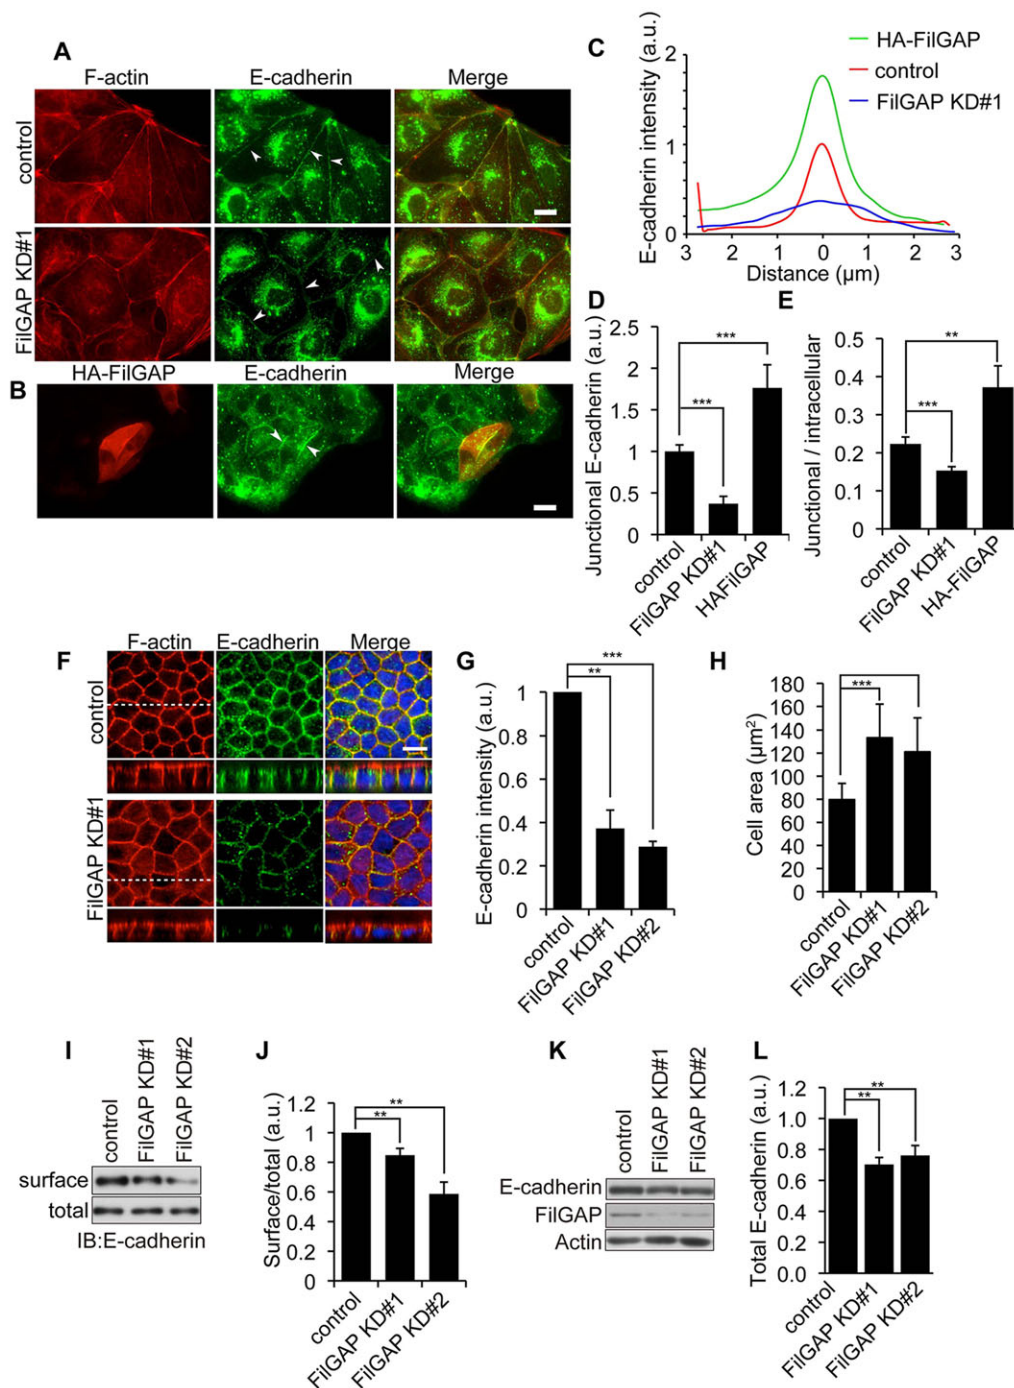 A
F-actin E-cadherin Merge
control
FilGAP KD#1
B
HA-FilGAP E-cadherin Merge
C
E-cadherin intensity (a.u.)
2
1
0
3 2 1 0 1 2 3
Distance (µm)
HA-FilGAP
control
FilGAP KD#1
D
Junctional E-cadherin (a.u.)
2.5
2
1.5
1
0.5
0
***
***
control
FilGAP KD#1
HAFilGAP
E
Junctional / intracellular
0.5
0.4
0.3
0.2
0.1
0
**
***
control
FilGAP KD#1
HA-FilGAP
F
F-actin E-cadherin Merge
control
FilGAP KD#1
G
E-cadherin intensity (a.u.)
1
0.8
0.6
0.4
0.2
0
***
**
control
FilGAP KD#1
FilGAP KD#2
H
Cell area (µm²)
180
160
140
120
100
80
60
40
20
0
***
control
FilGAP KD#1
FilGAP KD#2
I
control
FilGAP KD#1
FilGAP KD#2
surface
total
IB:E-cadherin
J
Surface/total (a.u.)
1.2
1
0.8
0.6
0.4
0.2
0
**
**
control
FilGAP KD#1
FilGAP KD#2
K
control
FilGAP KD#1
FilGAP KD#2
E-cadherin
FilGAP
Actin
L
Total E-cadherin (a.u.)
1.2
1.0
0.8
0.6
0.4
0.2
0.0
**
**
control
FilGAP KD#1
FilGAP KD#2